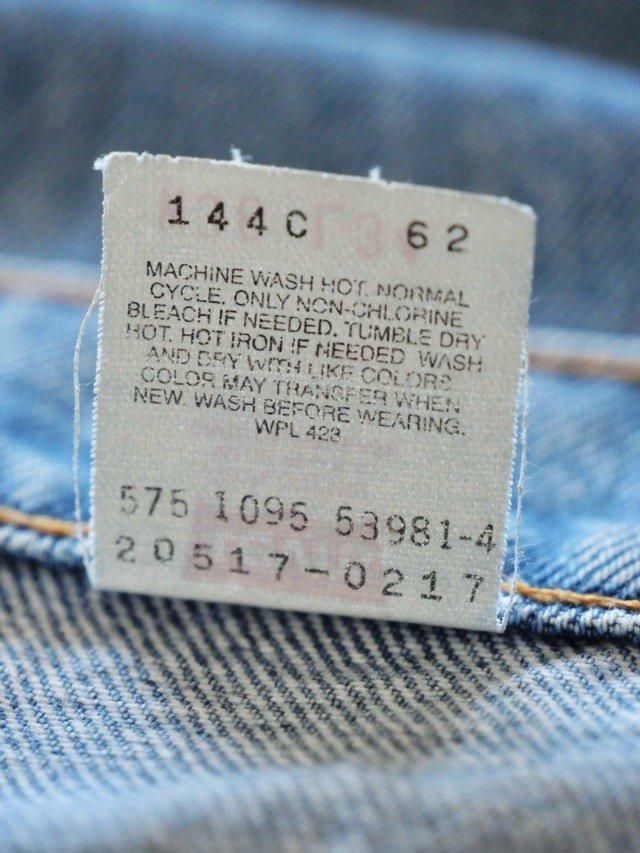 144C 62
MACHINE WASH HOT. NORMAL
CYCLE. ONLY NON-CHLORINE
BLEACH IF NEEDED. TUMBLE DRY
HOT. HOT IRON IF NEEDED WASH
AND DRY WITH LIKE COLORS
COLOR MAY TRANSFER WHEN
NEW. WASH BEFORE WEARING.
WPL 423
575 1095 53981-4
20517-0217